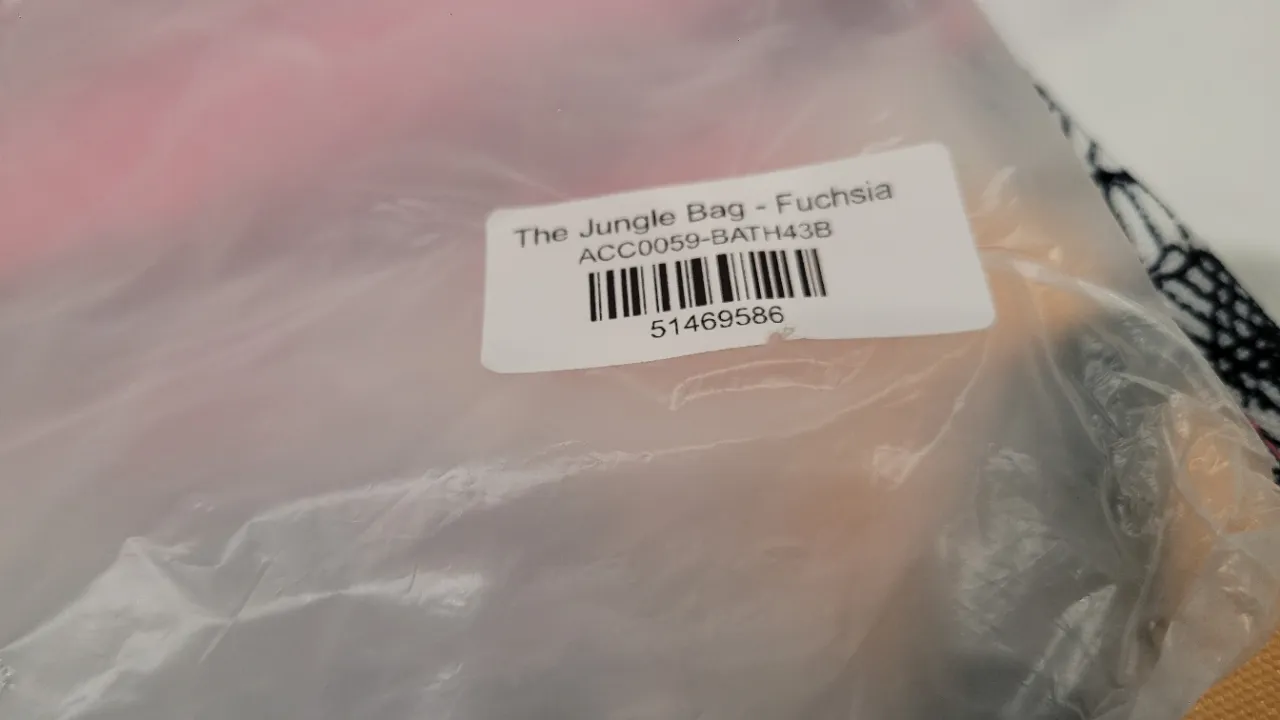 The Jungle Bag - Fuchsia
ACC0059-BATH43B
51469586